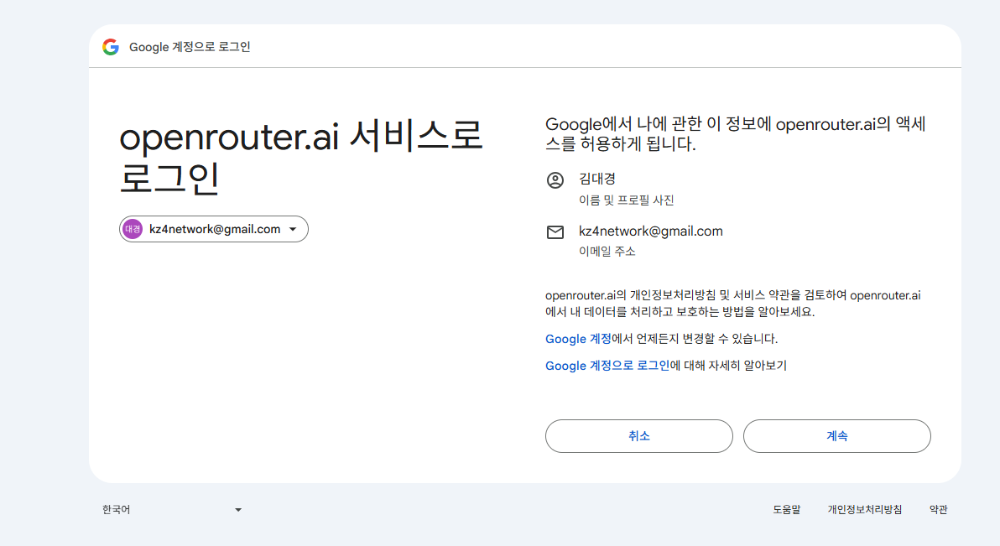 Google 계정으로 로그인
openrouter.ai 서비스로
로그인
대경 kz4network@gmail.com
Google에서 나에 관한 이 정보에 openrouter.ai의 액세
스를 허용하게 됩니다.
김대경
이름 및 프로필 사진
kz4network@gmail.com
이메일 주소
openrouter.ai의 개인정보처리방침 및 서비스 약관을 검토하여 openrouter.ai
에서 내 데이터를 처리하고 보호하는 방법을 알아보세요.
Google 계정에서 언제든지 변경할 수 있습니다.
Google 계정으로 로그인에 대해 자세히 알아보기
취소 계속
한국어 도움말 개인정보처리방침 약관